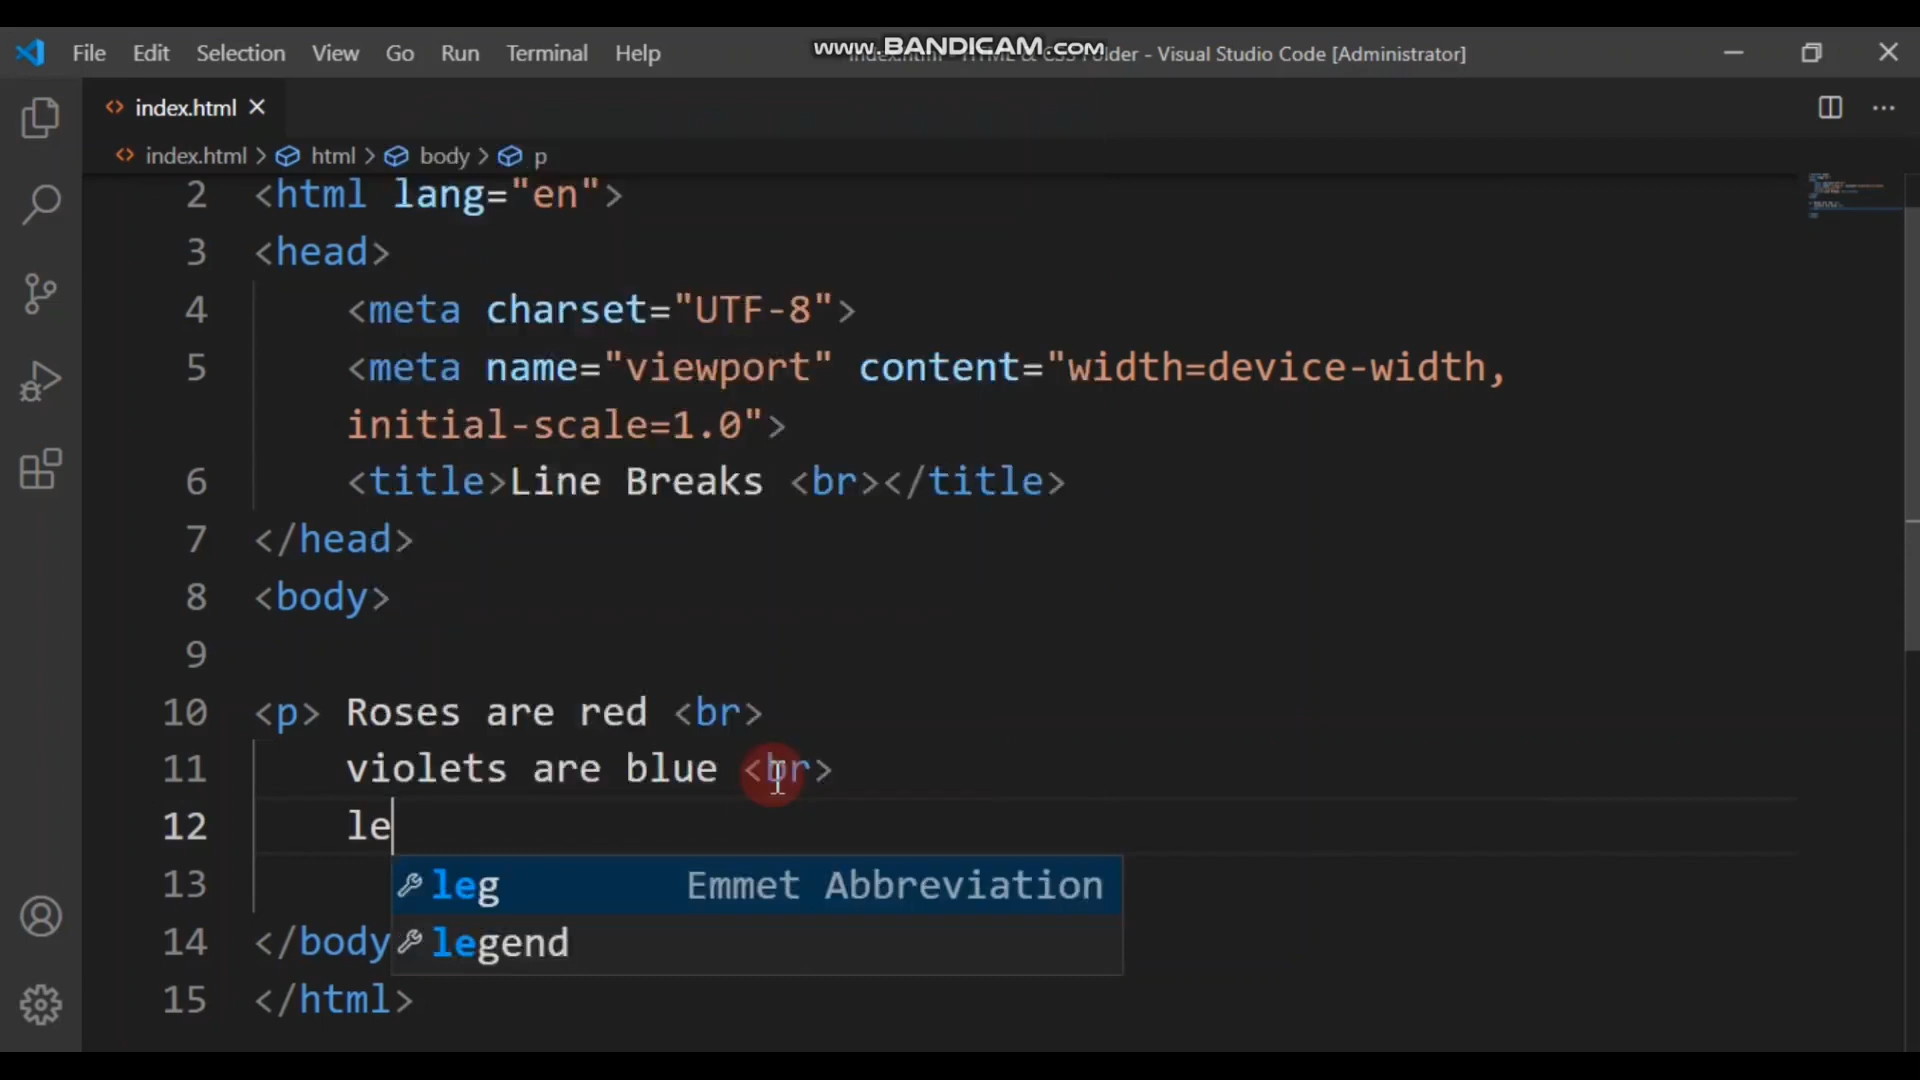 File Edit Selection View Go Run Terminal Help www.BANDICAM.com older - Visual Studio Code [Administrator]
index.html
index.html > html > body > p
2 <html lang="en">
3 <head>
4 <meta charset="UTF-8">
5 <meta name="viewport" content="width=device-width,
initial-scale=1.0">
6 <title>Line Breaks <br></title>
7 </head>
8 <body>
9
10 <p> Roses are red <br>
11 violets are blue <br>
12 le
13 leg Emmet Abbreviation
14 </body legend
15 </html>